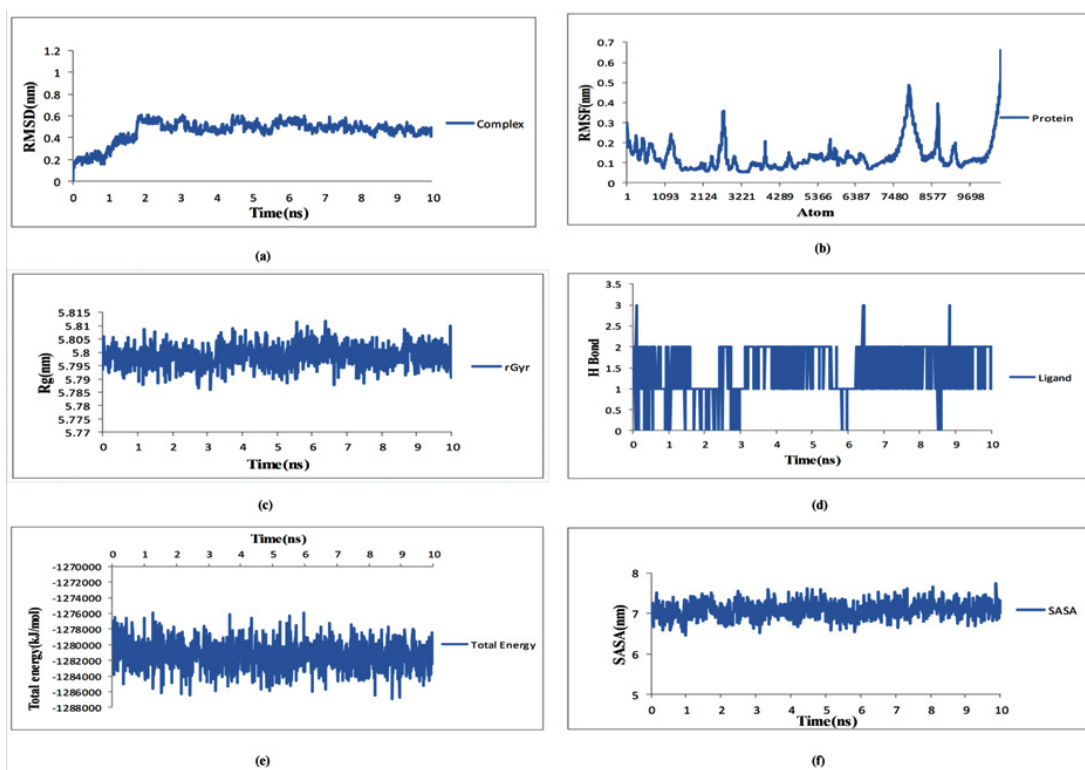 1.2
1
0.8
0.6
0.4
0.2
0
RMSD(nm)
Complex
0 1 2 3 4 5 6 7 8 9 10
Time(ns)
(a)
0.7
0.6
0.5
0.4
0.3
0.2
0.1
0
RMSF(nm)
Protein
1 1093 2124 3221 4289 5366 6387 7480 8577 9698
Atom
(b)
5.815
5.81
5.805
5.8
5.795
5.79
5.785
5.78
5.775
5.77
Rg(nm)
rGyr
0 1 2 3 4 5 6 7 8 9 10
Time(ns)
(c)
3.5
3
2.5
2
1.5
1
0.5
0
H Bond
Ligand
0 1 2 3 4 5 6 7 8 9 10
Time(ns)
(d)
Time(ns)
0 1 2 3 4 5 6 7 8 9 10
-1270000
-1272000
-1274000
-1276000
-1278000
-1280000
-1282000
-1284000
-1286000
-1288000
Total energy(kJ/mol)
Total Energy
(e)
8
7
6
5
SASA(nm)
SASA
0 1 2 3 4 5 6 7 8 9 10
Time(ns)
(f)